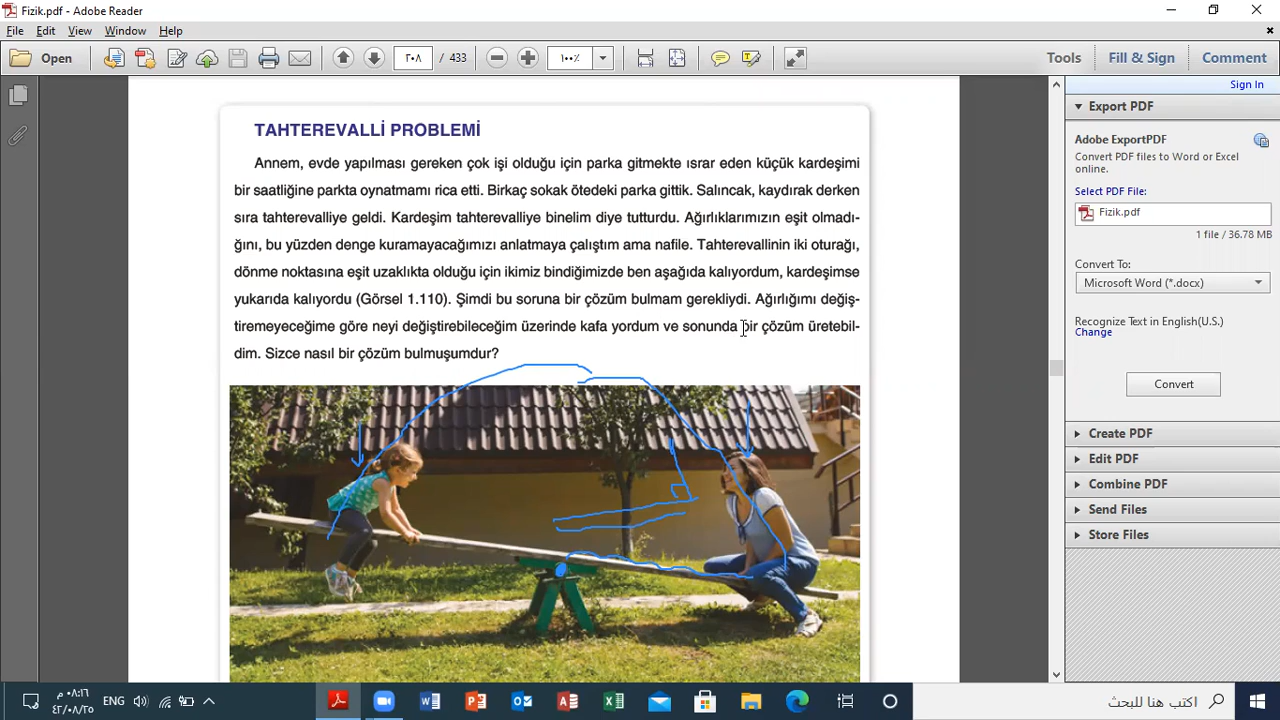 Fizik.pdf - Adobe Reader
File Edit View Window Help
Open ٣٠٨ / 433 ١٠٠٪ Tools Fill & Sign Comment
Sign In
TAHTEREVALLİ PROBLEMİ
Annem, evde yapılması gereken çok işi olduğu için parka gitmekte ısrar eden küçük kardeşimi
bir saatliğine parkta oynatmamı rica etti. Birkaç sokak ötedeki parka gittik. Salıncak, kaydırak derken
sıra tahterevalliye geldi. Kardeşim tahterevalliye binelim diye tutturdu. Ağırlıklarımızın eşit olmadı-
ğını, bu yüzden denge kuramayacağımızı anlatmaya çalıştım ama nafile. Tahterevallinin iki oturağı,
dönme noktasına eşit uzaklıkta olduğu için ikimiz bindiğimizde ben aşağıda kalıyordum, kardeşimse
yukarıda kalıyordu (Görsel 1.110). Şimdi bu soruna bir çözüm bulmam gerekliydi. Ağırlığımı değiş-
tiremeyeceğime göre neyi değiştirebileceğim üzerinde kafa yordum ve sonunda bir çözüm üretebil-
dim. Sizce nasıl bir çözüm bulmuşumdur?
Export PDF
Adobe ExportPDF
Convert PDF files to Word or Excel
online.
Select PDF File:
Fizik.pdf
1 file / 36.78 MB
Convert To:
Microsoft Word (*.docx)
Recognize Text in English(U.S.)
Change
Convert
Create PDF
Edit PDF
Combine PDF
Send Files
Store Files
٠٨:١٦ م
٤٢/٠٨/٢٥
ENG
اكتب هنا للبحث